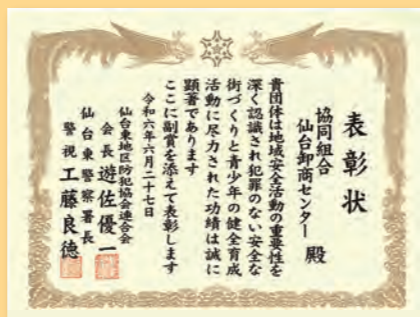 表彰状
協同組合
仙台卸商センター 殿
貴団体は地域安全活動の重要性を
深く認識され犯罪のない安全な
街づくりと青少年の健全育成
活動に尽力された功績は誠に
顕著であります
ここに副賞を添えて表彰します
令和六年六月二十七日
仙台東地区防犯協会連合会
会長 遊佐優一
仙台東警察署長
警視 工藤良徳